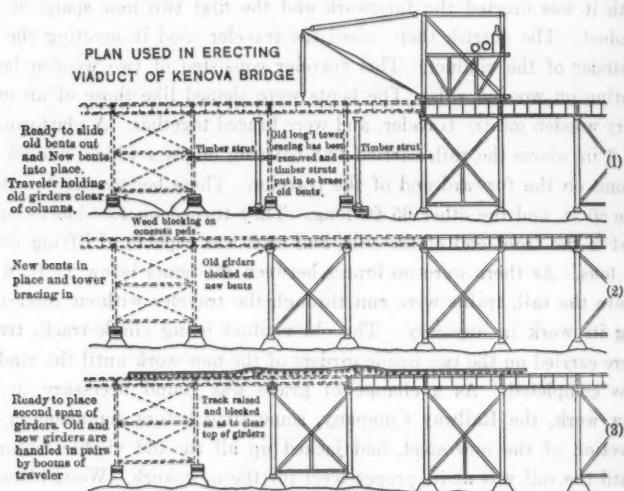 PLAN USED IN ERECTING
VIADUCT OF KENOVA BRIDGE
Ready to slide
old bents out
and New bents
into place.
Traveler holding
old girders clear
of columns.
Timber strut
Old long. tower
bracing has been
removed and
timber struts
put in to brace
old bents.
Timber strut
(1)
Wood blocking on
concrete peds.
New bents in
place and tower
bracing in
Old girdars
blocked on
new bents
(2)
Ready to place
second span of
girders. Old and
new girders are
handled in pairs
by booms of
traveler
Track raised
and blocked
so as to clear
top of girders
(3)